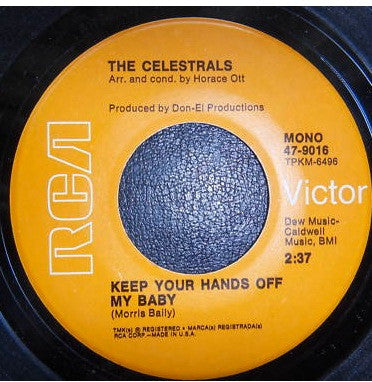 THE CELESTRALS
Arr. and cond. by Horace Ott
Produced by Don-El Productions
MONO
47-9016
TPKM-6496
RCA
Victor
Dew Music-
Caldwell
Music, BMI
2:37
KEEP YOUR HANDS OFF
MY BABY
(Morris Baily)
TMK(s) ® REGISTERED • MARCA(s) REGISTRADA(s)
RCA CORP.—MADE IN U.S.A.